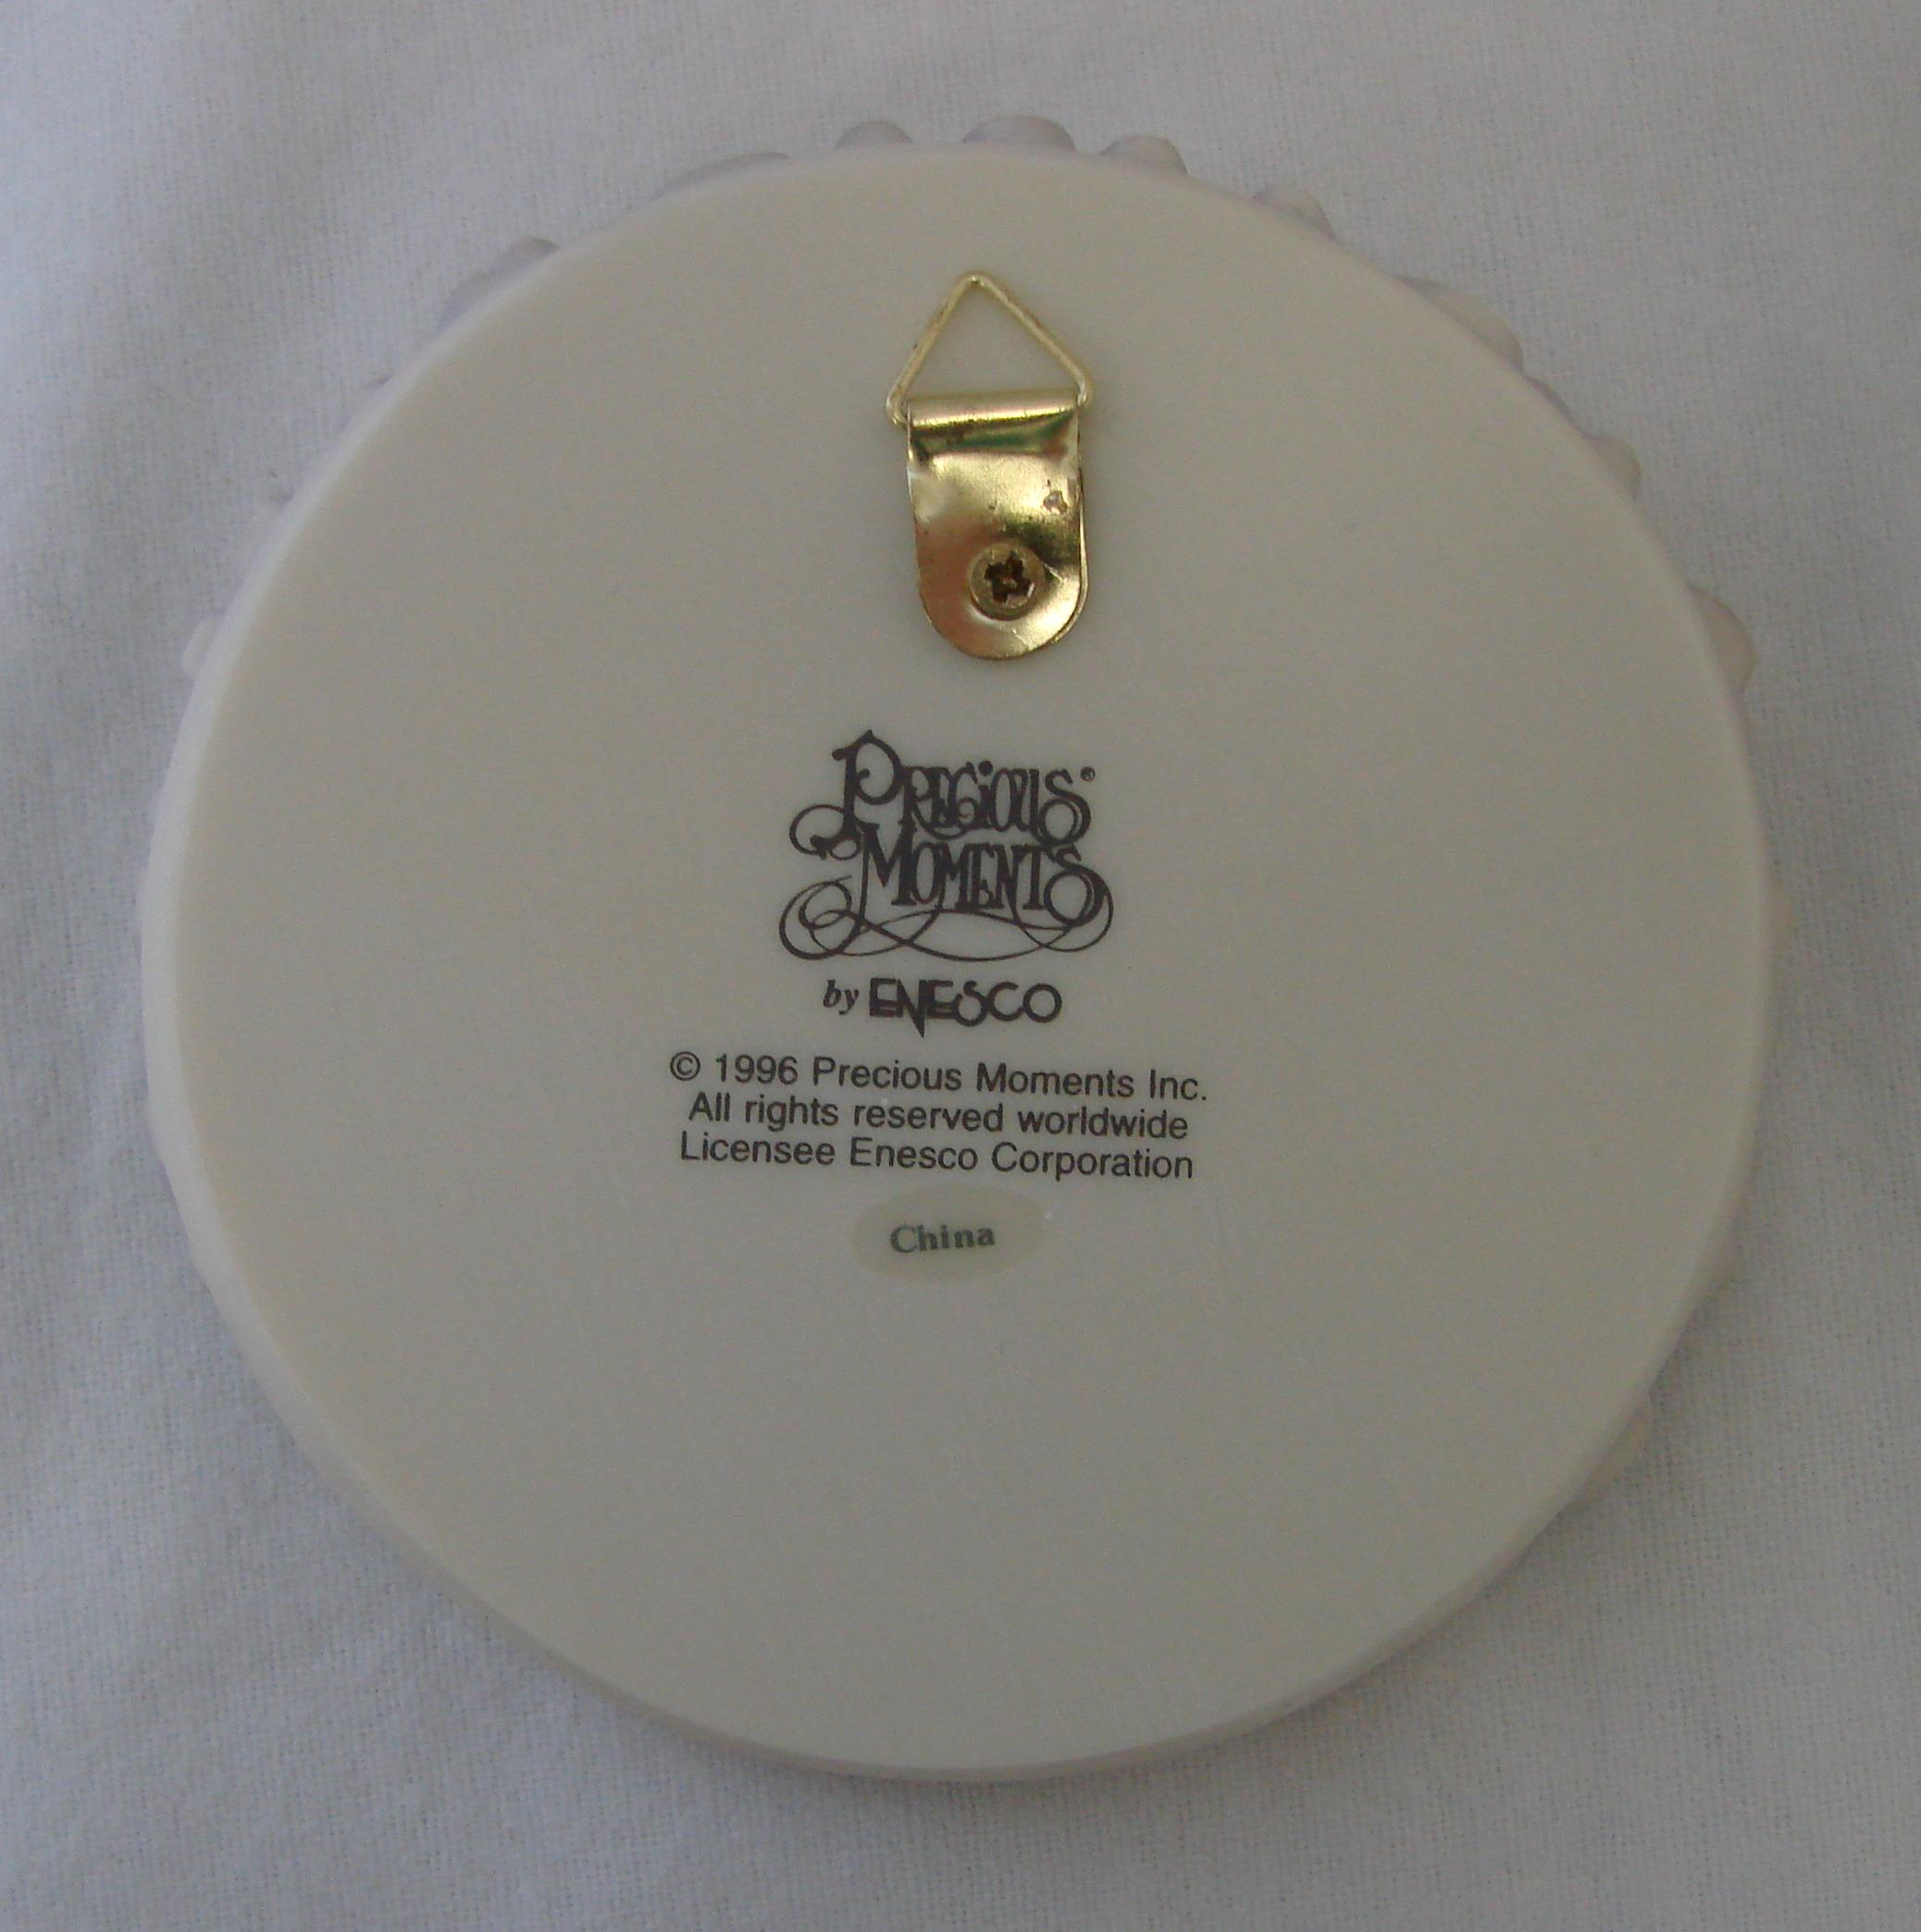 PRECIOUS®
MOMENTS
by ENESCO
© 1996 Precious Moments Inc.
All rights reserved worldwide
Licensee Enesco Corporation
China